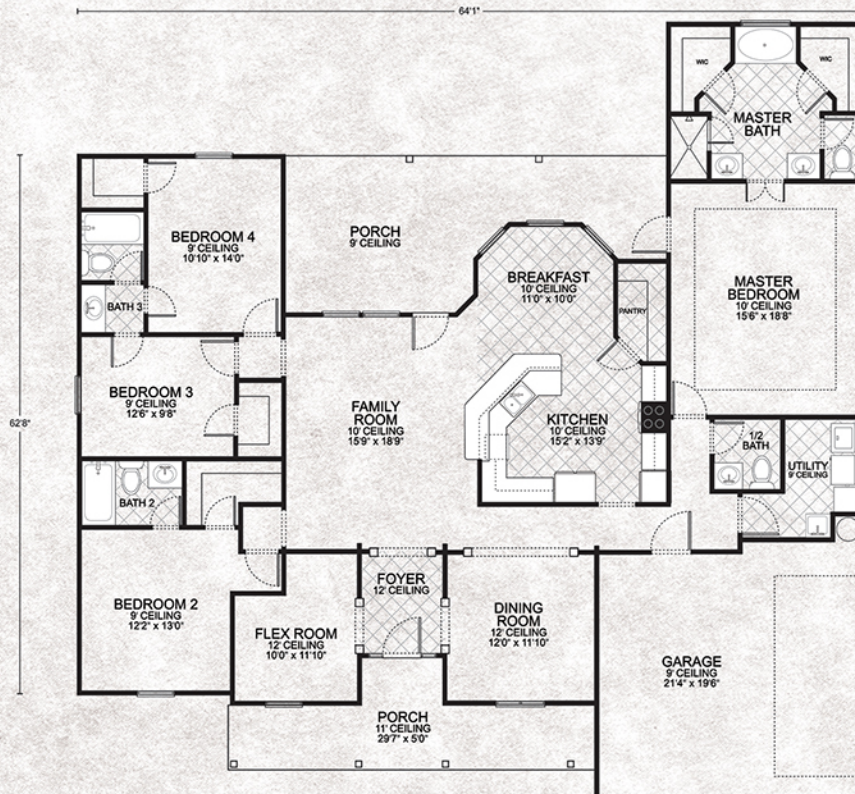 64'1"
WIC
WIC
MASTER
BATH
BEDROOM 4
9' CEILING
10'10" x 14'0"
PORCH
9' CEILING
BREAKFAST
10' CEILING
11'0" x 10'0"
MASTER
BEDROOM
10' CEILING
15'6" x 18'8"
BATH 3
PANTRY
BEDROOM 3
9' CEILING
12'6" x 9'8"
FAMILY
ROOM
10' CEILING
15'9" x 18'9"
KITCHEN
10' CEILING
15'2" x 13'9"
62'8"
1/2
BATH
UTILITY
9' CEILING
BATH 2
BEDROOM 2
9' CEILING
12'2" x 13'0"
FOYER
12' CEILING
FLEX ROOM
12' CEILING
10'0" x 11'10"
DINING
ROOM
12' CEILING
12'0" x 11'10"
GARAGE
9' CEILING
21'4" x 19'6"
PORCH
11' CEILING
29'7" x 5'0"